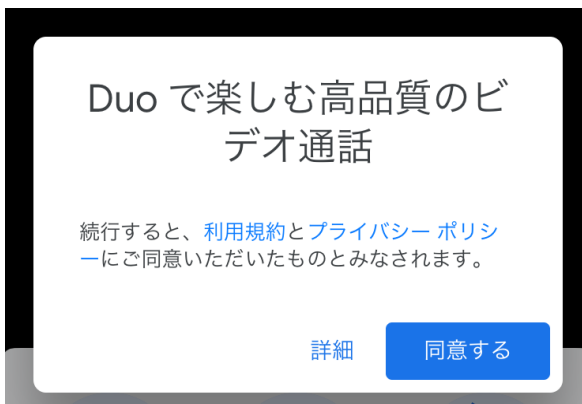 Duo で楽しむ高品質のビ
デオ通話
続行すると、利用規約とプライバシー ポリシ
ーにご同意いただいたものとみなされます。
詳細 同意する